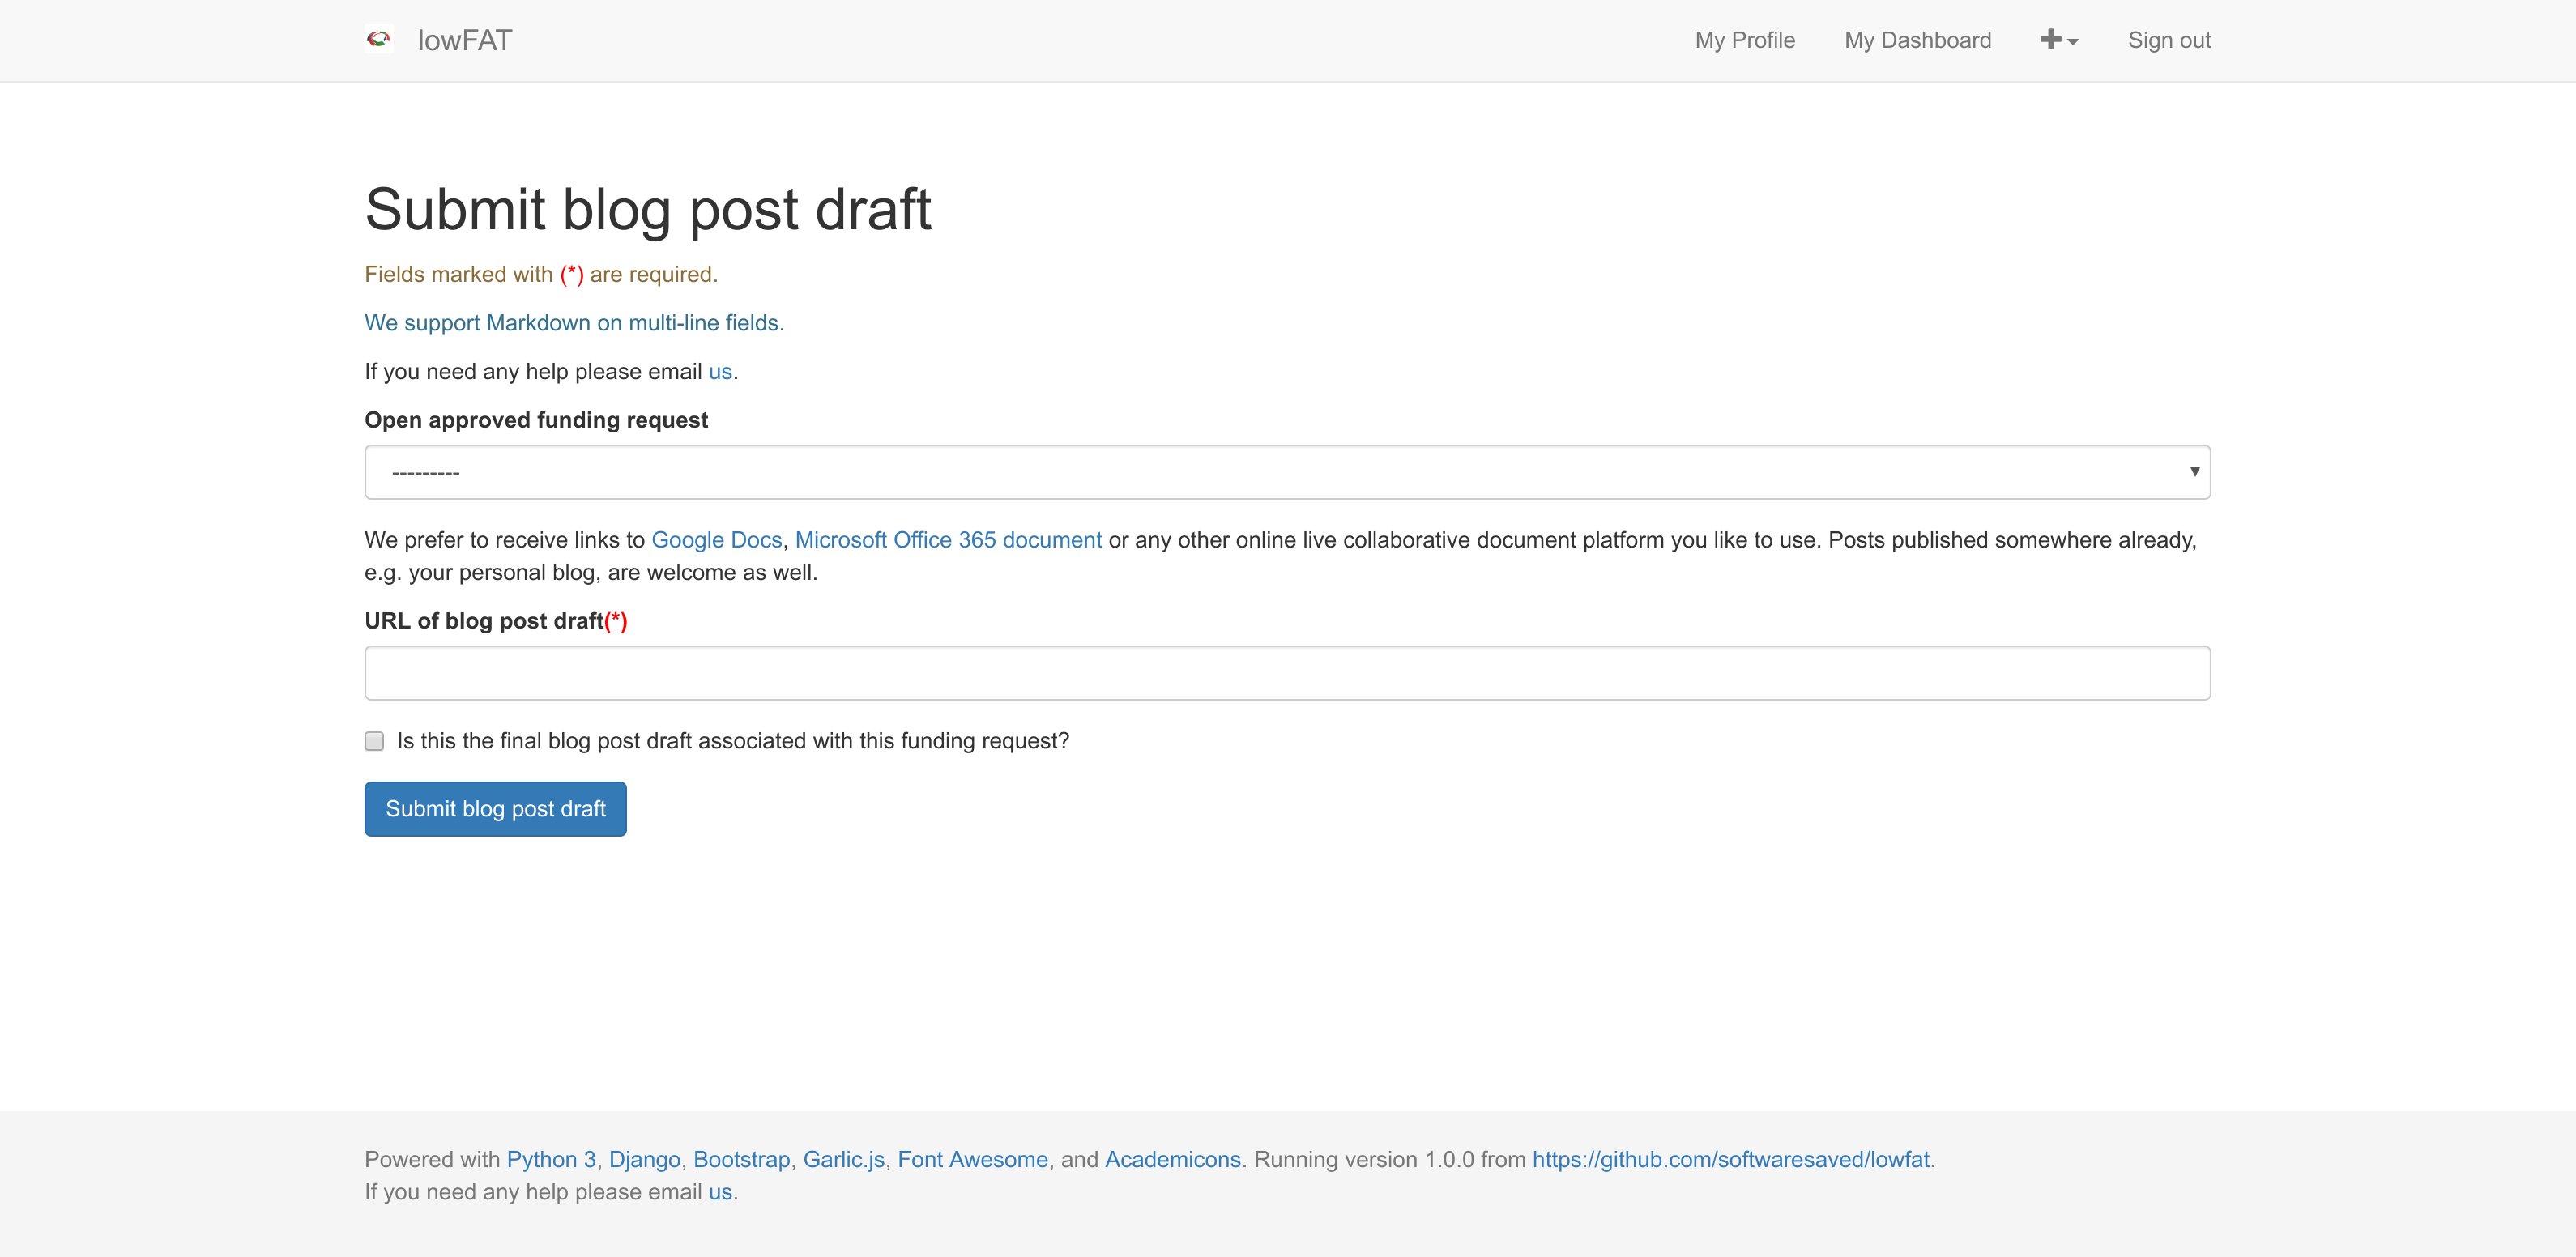 lowFAT My Profile My Dashboard Sign out
Submit blog post draft
Fields marked with (*) are required.
We support Markdown on multi-line fields.
If you need any help please email us.
Open approved funding request
---------
We prefer to receive links to Google Docs, Microsoft Office 365 document or any other online live collaborative document platform you like to use. Posts published somewhere already,
e.g. your personal blog, are welcome as well.
URL of blog post draft(*)
Is this the final blog post draft associated with this funding request?
Submit blog post draft
Powered with Python 3, Django, Bootstrap, Garlic.js, Font Awesome, and Academicons. Running version 1.0.0 from https://github.com/softwaresaved/lowfat.
If you need any help please email us.